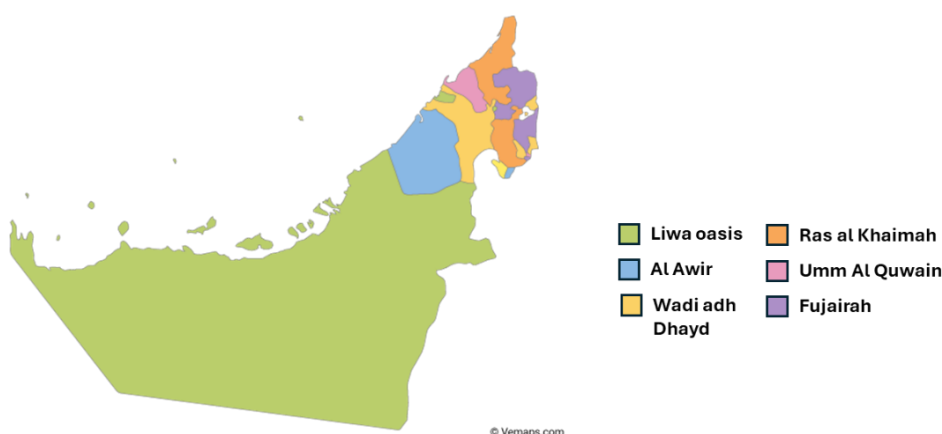 Liwa oasis
Ras al Khaimah
Al Awir
Umm Al Quwain
Wadi adh
Dhayd
Fujairah
© Vemaps.com